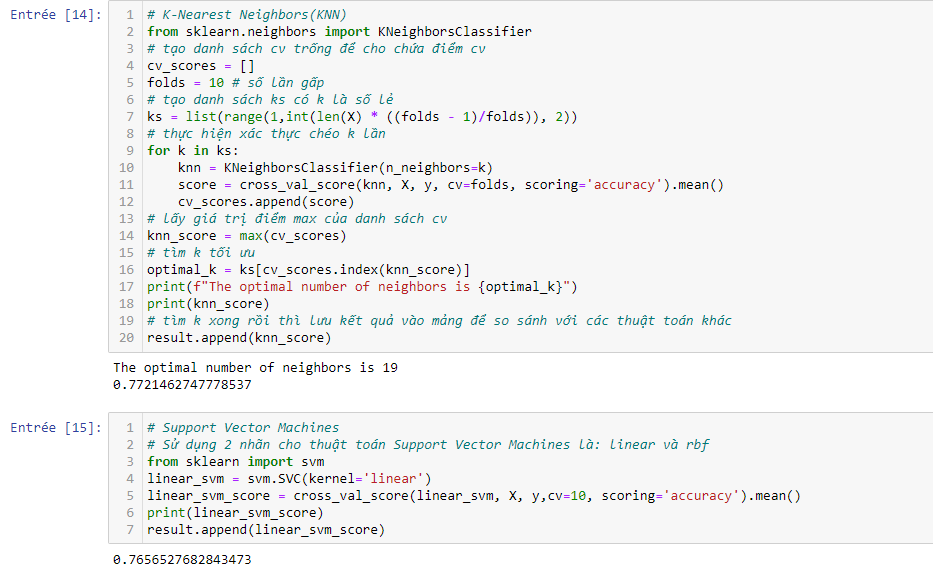 Entrée [14]:
1 # K-Nearest Neighbors(KNN)
2 from sklearn.neighbors import KNeighborsClassifier
3 # tạo danh sách cv trống để cho chứa điểm cv
4 cv_scores = []
5 folds = 10 # số lần gấp
6 # tạo danh sách ks có k là số lẻ
7 ks = list(range(1,int(len(X) * ((folds - 1)/folds)), 2))
8 # thực hiện xác thực chéo k lần
9 for k in ks:
10     knn = KNeighborsClassifier(n_neighbors=k)
11     score = cross_val_score(knn, X, y, cv=folds, scoring='accuracy').mean()
12     cv_scores.append(score)
13 # lấy giá trị điểm max của danh sách cv
14 knn_score = max(cv_scores)
15 # tìm k tối ưu
16 optimal_k = ks[cv_scores.index(knn_score)]
17 print(f"The optimal number of neighbors is {optimal_k}")
18 print(knn_score)
19 # tìm k xong rồi thì lưu kết quả vào mảng để so sánh với các thuật toán khác
20 result.append(knn_score)
The optimal number of neighbors is 19
0.7721462747778537
Entrée [15]:
1 # Support Vector Machines
2 # Sử dụng 2 nhãn cho thuật toán Support Vector Machines là: linear và rbf
3 from sklearn import svm
4 linear_svm = svm.SVC(kernel='linear')
5 linear_svm_score = cross_val_score(linear_svm, X, y,cv=10, scoring='accuracy').mean()
6 print(linear_svm_score)
7 result.append(linear_svm_score)
0.7656527682843473